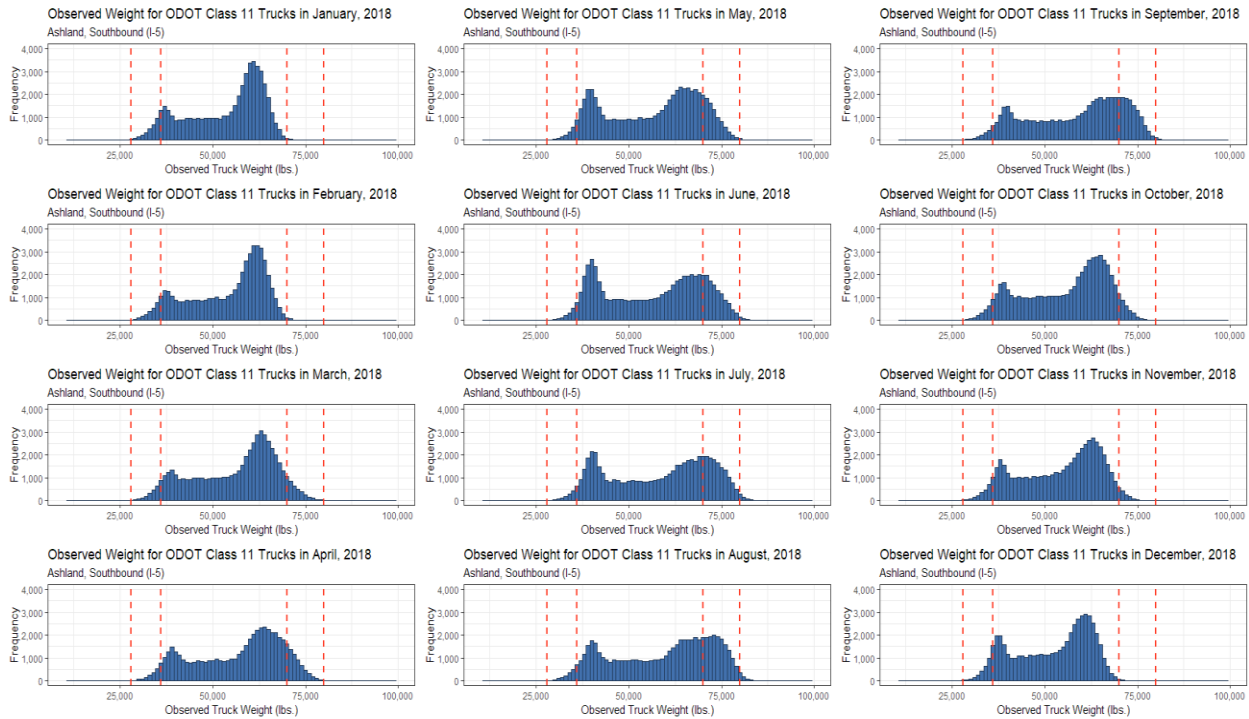 Observed Weight for ODOT Class 11 Trucks in January, 2018
Ashland, Southbound (I-5)
Frequency
4,000
3,000
2,000
1,000
0
25,000 50,000 75,000 100,000
Observed Truck Weight (lbs.)
Observed Weight for ODOT Class 11 Trucks in May, 2018
Ashland, Southbound (I-5)
Frequency
4,000
3,000
2,000
1,000
0
25,000 50,000 75,000 100,000
Observed Truck Weight (lbs.)
Observed Weight for ODOT Class 11 Trucks in September, 2018
Ashland, Southbound (I-5)
Frequency
4,000
3,000
2,000
1,000
0
25,000 50,000 75,000 100,000
Observed Truck Weight (lbs.)
Observed Weight for ODOT Class 11 Trucks in February, 2018
Ashland, Southbound (I-5)
Frequency
4,000
3,000
2,000
1,000
0
25,000 50,000 75,000 100,000
Observed Truck Weight (lbs.)
Observed Weight for ODOT Class 11 Trucks in June, 2018
Ashland, Southbound (I-5)
Frequency
4,000
3,000
2,000
1,000
0
25,000 50,000 75,000 100,000
Observed Truck Weight (lbs.)
Observed Weight for ODOT Class 11 Trucks in October, 2018
Ashland, Southbound (I-5)
Frequency
4,000
3,000
2,000
1,000
0
25,000 50,000 75,000 100,000
Observed Truck Weight (lbs.)
Observed Weight for ODOT Class 11 Trucks in March, 2018
Ashland, Southbound (I-5)
Frequency
4,000
3,000
2,000
1,000
0
25,000 50,000 75,000 100,000
Observed Truck Weight (lbs.)
Observed Weight for ODOT Class 11 Trucks in July, 2018
Ashland, Southbound (I-5)
Frequency
4,000
3,000
2,000
1,000
0
25,000 50,000 75,000 100,000
Observed Truck Weight (lbs.)
Observed Weight for ODOT Class 11 Trucks in November, 2018
Ashland, Southbound (I-5)
Frequency
4,000
3,000
2,000
1,000
0
25,000 50,000 75,000 100,000
Observed Truck Weight (lbs.)
Observed Weight for ODOT Class 11 Trucks in April, 2018
Ashland, Southbound (I-5)
Frequency
4,000
3,000
2,000
1,000
0
25,000 50,000 75,000 100,000
Observed Truck Weight (lbs.)
Observed Weight for ODOT Class 11 Trucks in August, 2018
Ashland, Southbound (I-5)
Frequency
4,000
3,000
2,000
1,000
0
25,000 50,000 75,000 100,000
Observed Truck Weight (lbs.)
Observed Weight for ODOT Class 11 Trucks in December, 2018
Ashland, Southbound (I-5)
Frequency
4,000
3,000
2,000
1,000
0
25,000 50,000 75,000 100,000
Observed Truck Weight (lbs.)